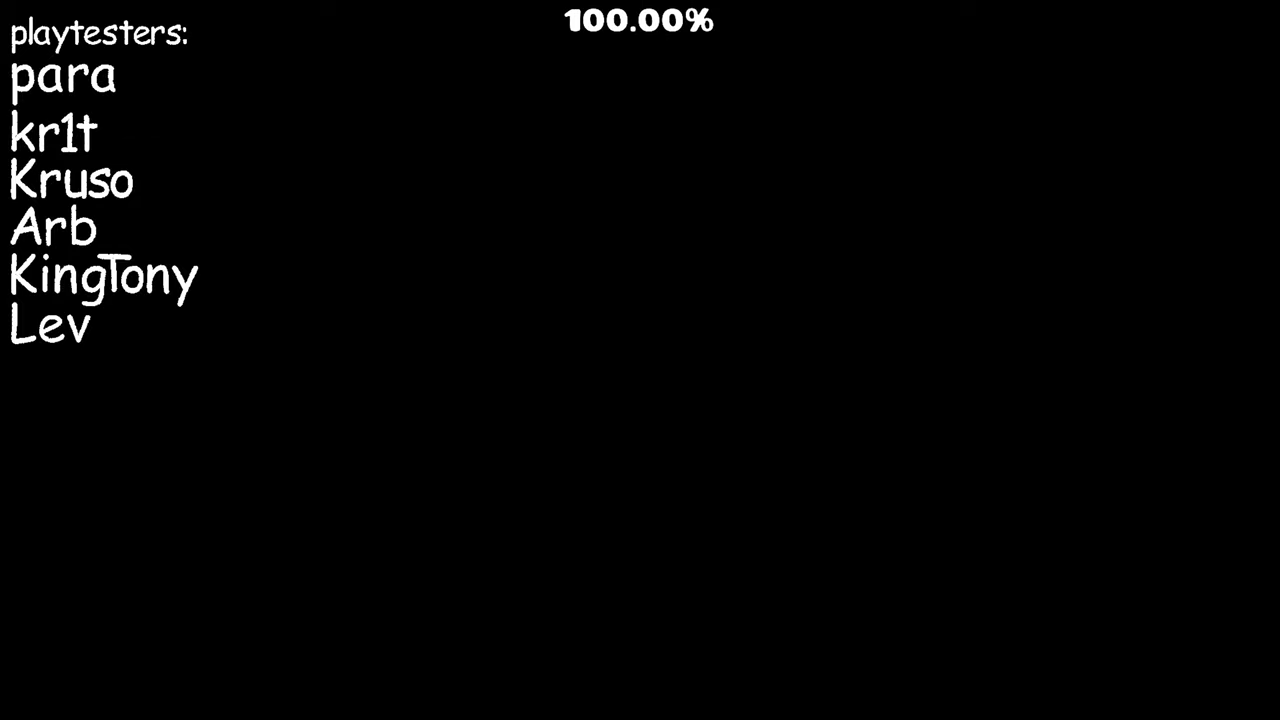 100.00%
playtesters:
para
kr1t
Kruso
Arb
KingTony
Lev